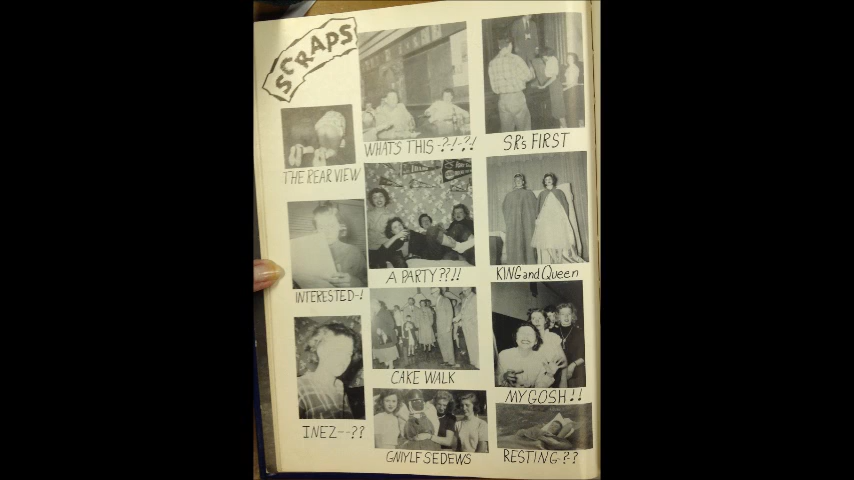 SCRAPS
THE REAR VIEW
WHATS THIS-?-!-?!
SR's FIRST
INTERESTED-!
A PARTY??!!
KING and Queen
INEZ--??
CAKE WALK
MY GOSH!!
GNIYLF SEDEWS
RESTING??